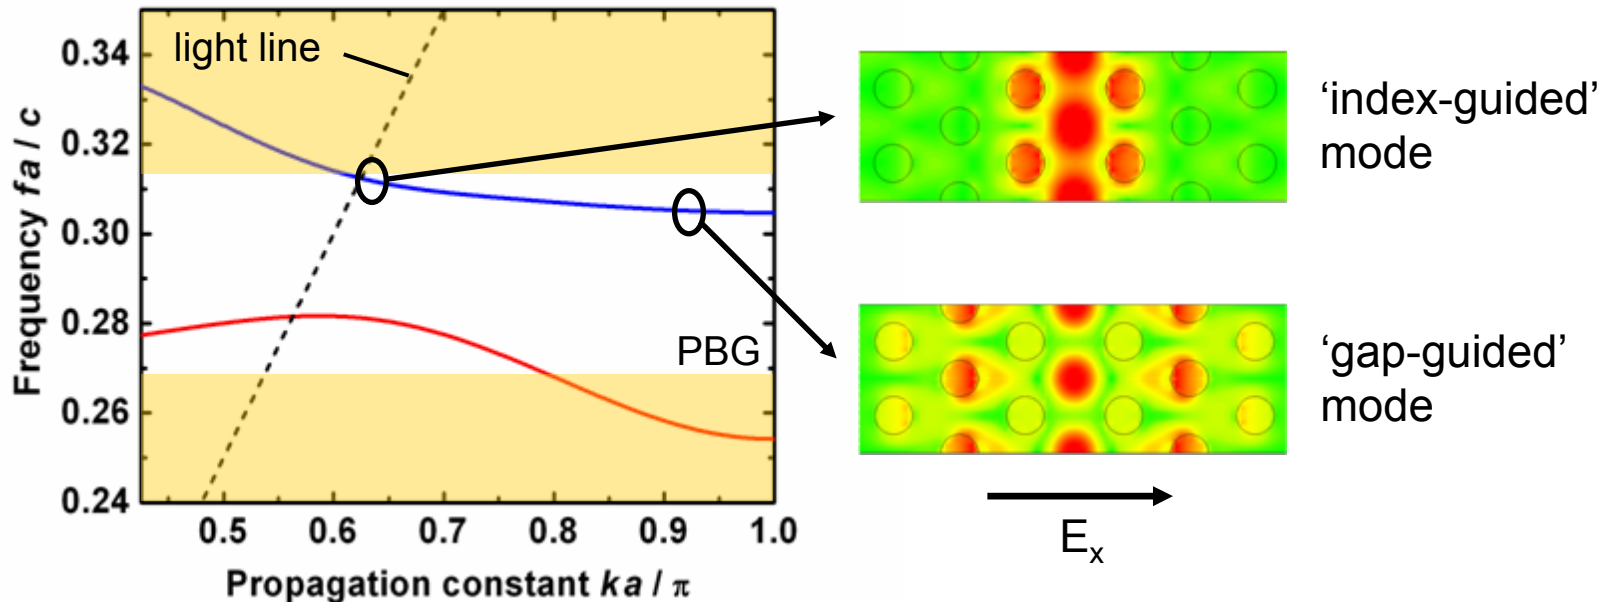 light line
0.34
0.32
0.30
0.28
0.26
0.24
Frequency fa / c
PBG
0.5 0.6 0.7 0.8 0.9 1.0
Propagation constant ka / π
‘index-guided’
mode
‘gap-guided’
mode
Eₓ